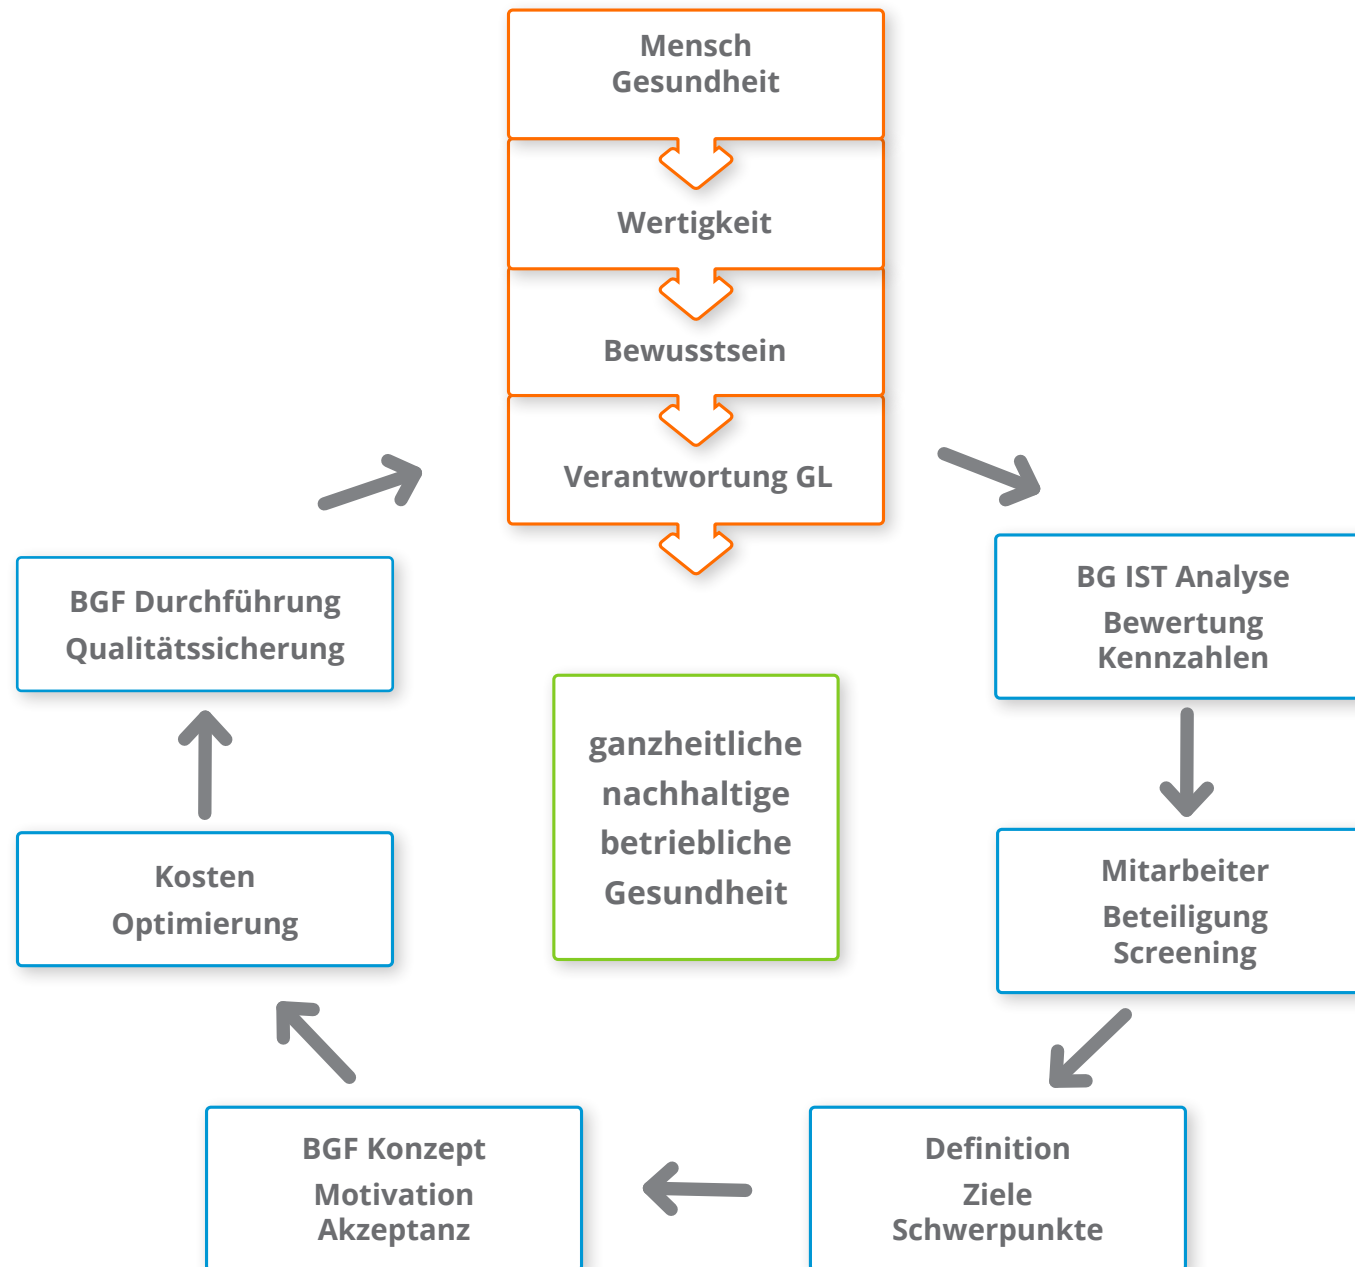 Mensch
Gesundheit
Wertigkeit
Bewusstsein
Verantwortung GL
BG IST Analyse
Bewertung
Kennzahlen
Mitarbeiter
Beteiligung
Screening
Definition
Ziele
Schwerpunkte
BGF Konzept
Motivation
Akzeptanz
Kosten
Optimierung
BGF Durchführung
Qualitätssicherung
ganzheitliche
nachhaltige
betriebliche
Gesundheit